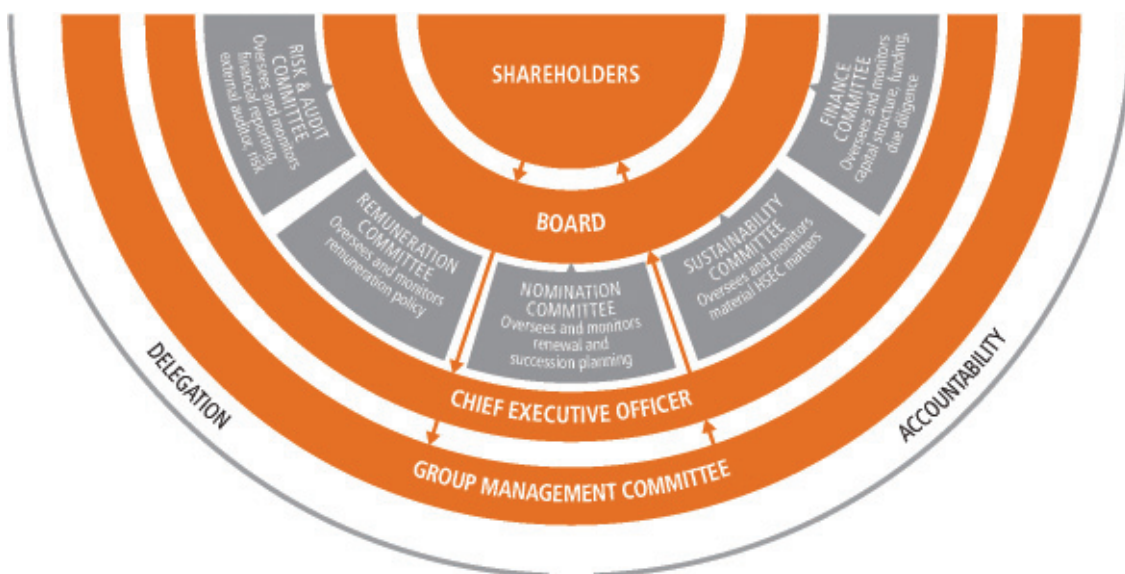 SHAREHOLDERS
BOARD
RISK & AUDIT
COMMITTEE
Oversees and monitors
financial reporting,
external auditor, risk
REMUNERATION
COMMITTEE
Oversees and monitors
remuneration policy
NOMINATION
COMMITTEE
Oversees and monitors
renewal and
succession planning
SUSTAINABILITY
COMMITTEE
Oversees and monitors
material HSEC matters
FINANCE
COMMITTEE
Oversees and monitors
capital structure, funding,
due diligence
CHIEF EXECUTIVE OFFICER
GROUP MANAGEMENT COMMITTEE
DELEGATION
ACCOUNTABILITY